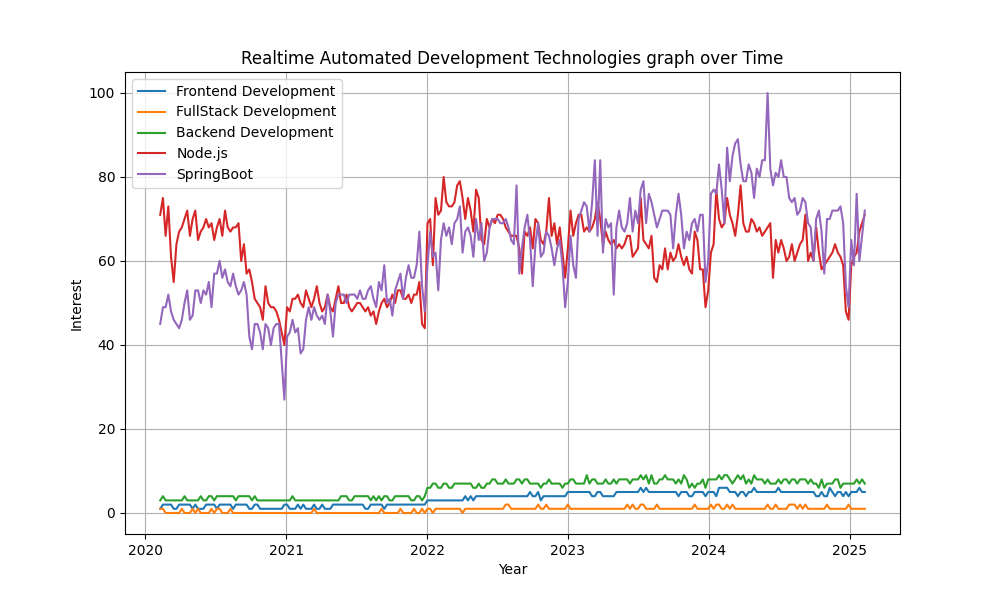 Realtime Automated Development Technologies graph over Time
Frontend Development
FullStack Development
Backend Development
Node.js
SpringBoot
100
80
60
40
20
0
Interest
2020 2021 2022 2023 2024 2025
Year